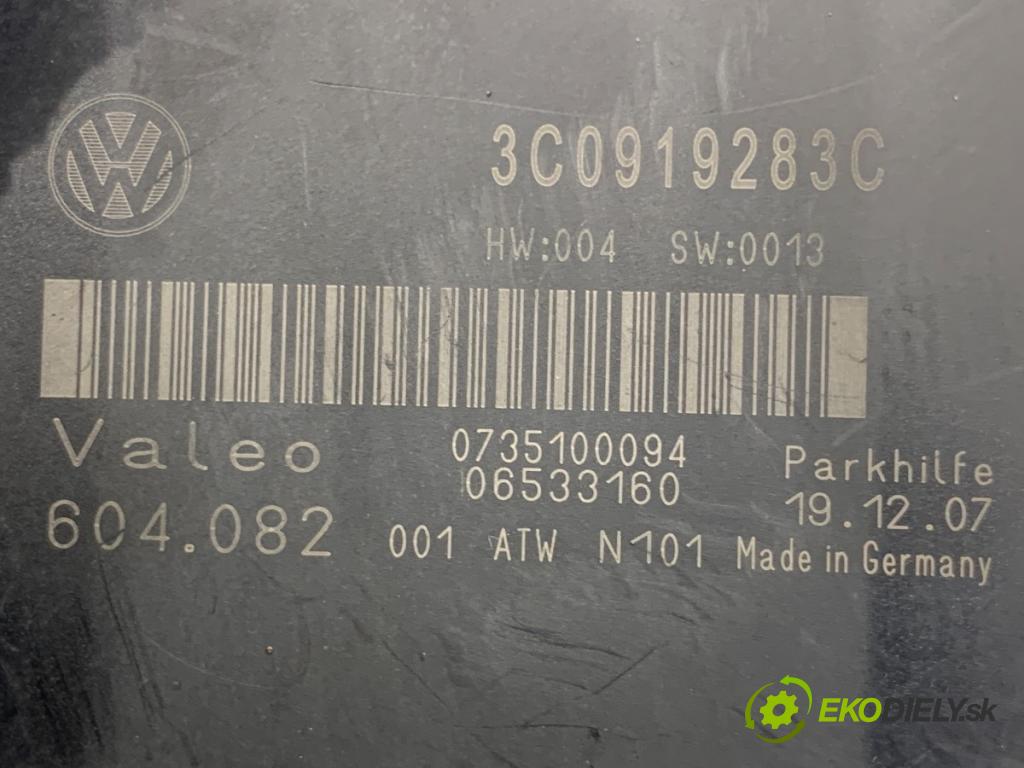 VW
3C0919283C
HW:004 SW:0013
Valeo 0735100094 Parkhilfe
06533160
604.082 001 ATW N101 19.12.07
Made in Germany
EKODIELY.sk